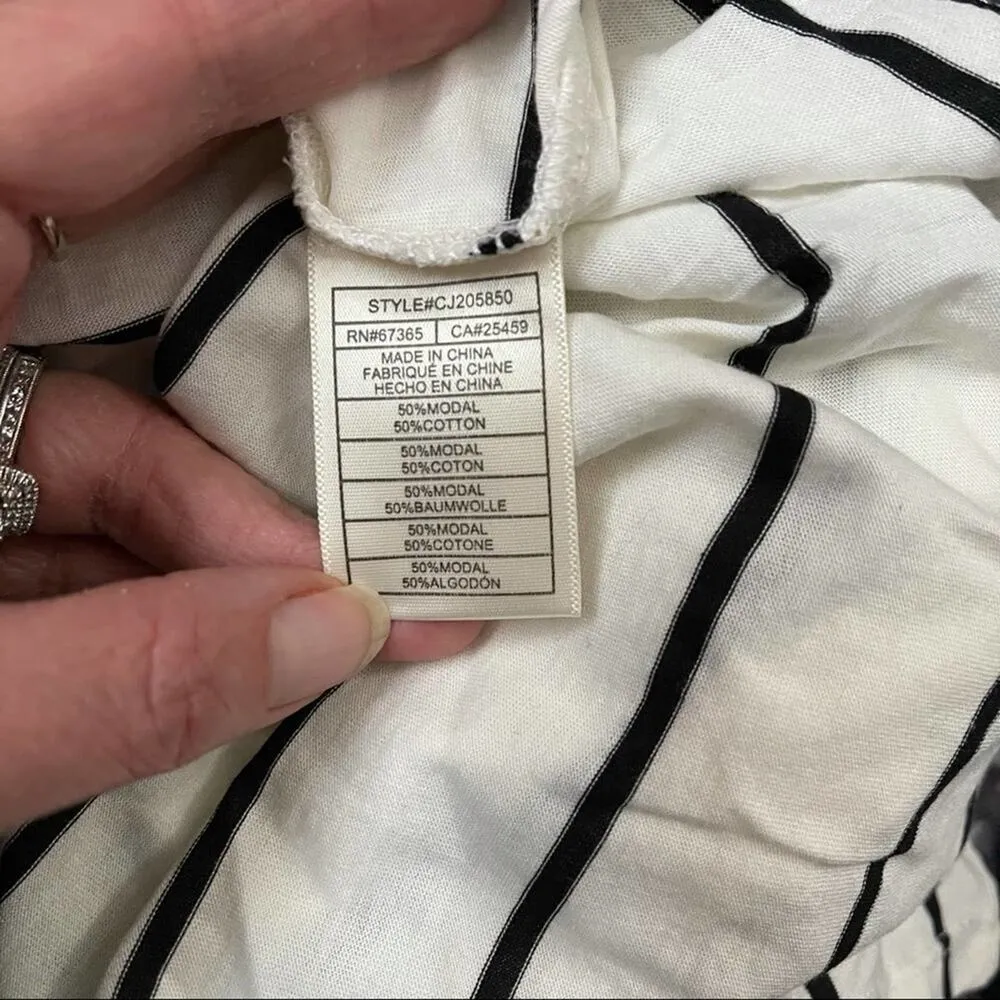 STYLE#CJ205850
RN#67365 CA#25459
MADE IN CHINA
FABRIQUÉ EN CHINE
HECHO EN CHINA
50%MODAL
50%COTTON
50%MODAL
50%COTON
50%MODAL
50%BAUMWOLLE
50%MODAL
50%COTONE
50%MODAL
50%ALGODÓN